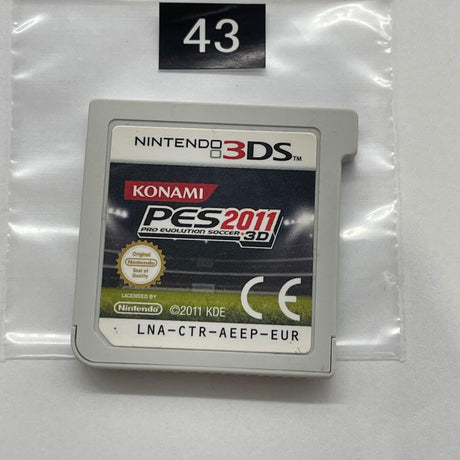 43
NINTENDO 3DS™
KONAMI
PES2011
PRO EVOLUTION SOCCER 3D
Original
Nintendo
Seal of
Quality
LICENSED BY
Nintendo
©2011 KDE
CE
LNA-CTR-AEEP-EUR